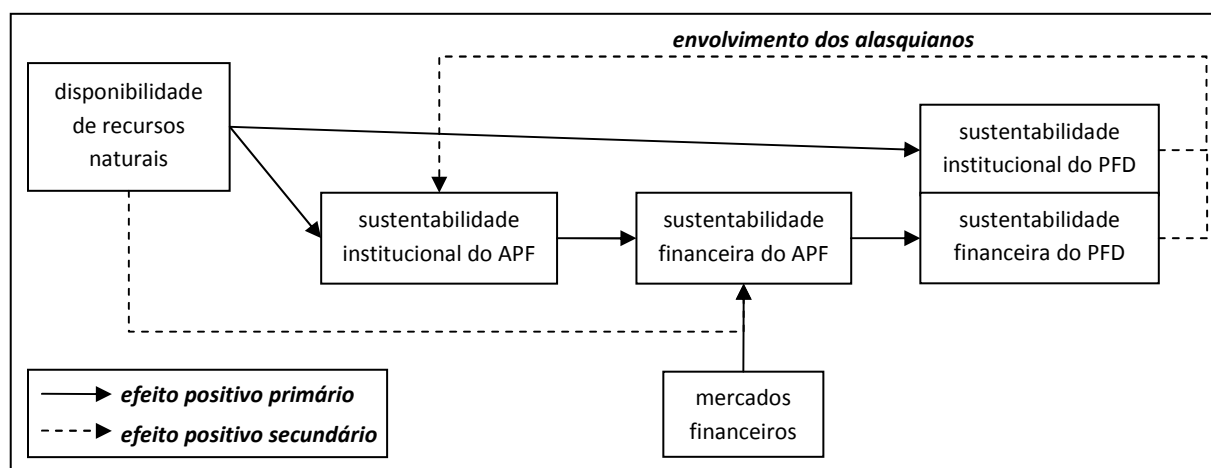 envolvimento dos alasquianos
disponibilidade
de recursos
naturais
sustentabilidade
institucional do PFD
sustentabilidade
institucional do APF
sustentabilidade
financeira do APF
sustentabilidade
financeira do PFD
efeito positivo primário
efeito positivo secundário
mercados
financeiros